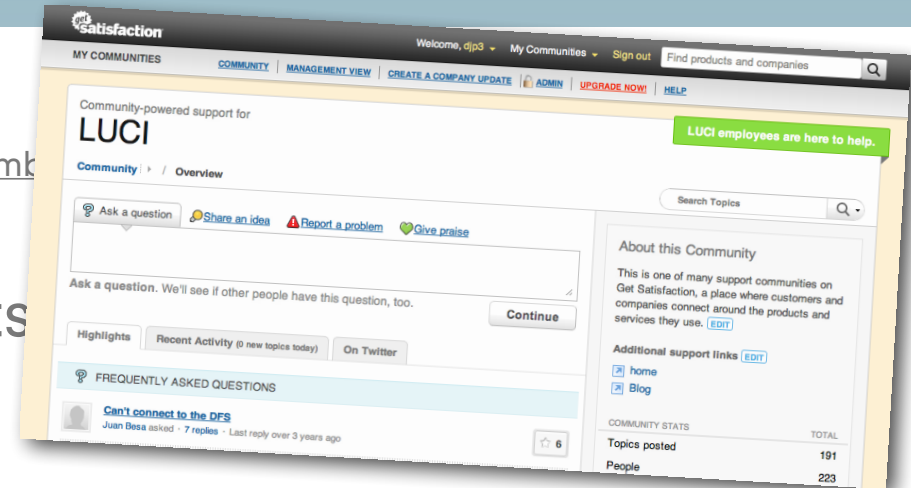 get satisfaction
Welcome, djp3 My Communities Sign out Find products and companies
MY COMMUNITIES COMMUNITY MANAGEMENT VIEW CREATE A COMPANY UPDATE ADMIN UPGRADE NOW! HELP
Community-powered support for
LUCI
LUCI employees are here to help.
Community / Overview
Search Topics
Ask a question Share an idea Report a problem Give praise
Ask a question. We'll see if other people have this question, too.
Continue
Highlights Recent Activity (0 new topics today) On Twitter
FREQUENTLY ASKED QUESTIONS
Can't connect to the DFS
Juan Besa asked · 7 replies · Last reply over 3 years ago
6
About this Community
This is one of many support communities on
Get Satisfaction, a place where customers and
companies connect around the products and
services they use. EDIT
Additional support links EDIT
home
Blog
COMMUNITY STATS TOTAL
Topics posted 191
People 223